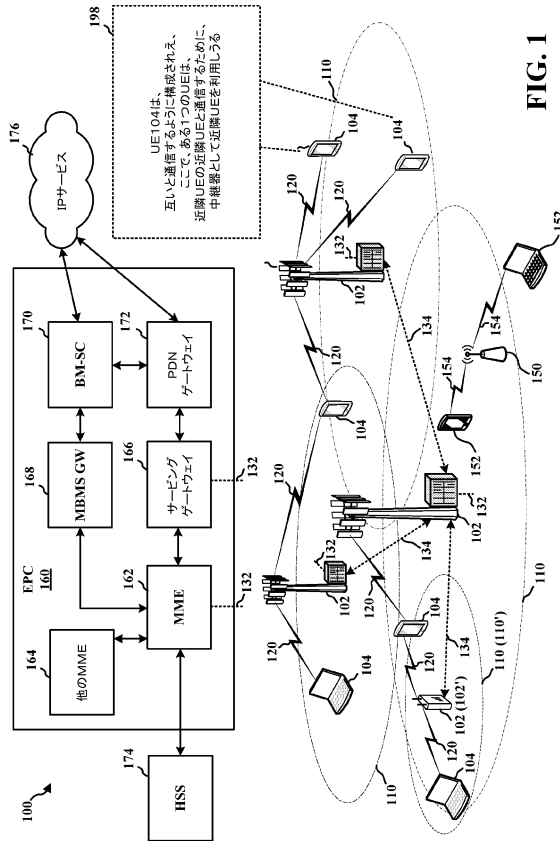 100
174
HSS
EPC
160
164
他のMME
162
MME
132
168
MBMS GW
166
サービング
ゲートウェイ
132
170
BM-SC
172
PDN
ゲートウェイ
176
IPサービス
198
UE104は、
互いと通信するように構成されえ、
ここで、ある1つのUEは、
近隣UEの近隣UEと通信するために、
中継器として近隣UEを利用しうる
104
110
120
132
102
120
104
120
104
120
132
102
134
120
104
110
120
104
120
102 (102')
134
110 (110')
120
104
132
102
134
110
152
154
150
154
152
104
110
FIG. 1